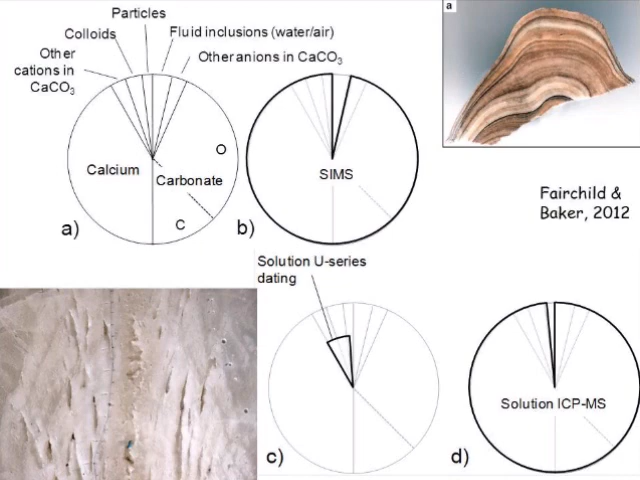 Particles
Colloids
Fluid inclusions (water/air)
Other
cations in
CaCO₃
Other anions in CaCO₃
Calcium
O
Carbonate
C
a)
SIMS
b)
a
Fairchild &
Baker, 2012
Solution U-series
dating
c)
Solution ICP-MS
d)